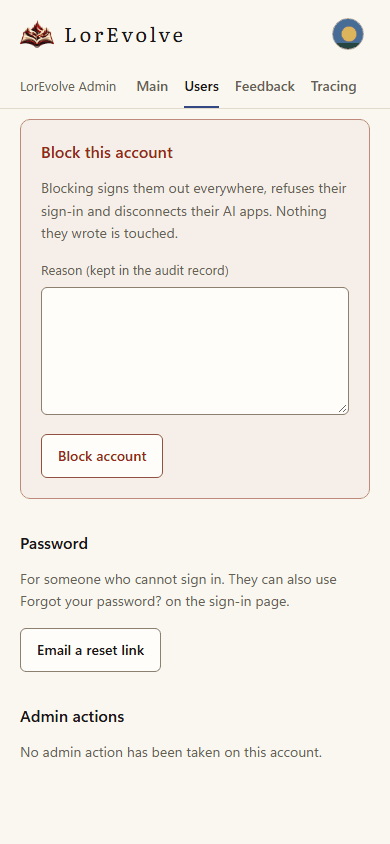 LorEvolve
LorEvolve Admin Main Users Feedback Tracing
Block this account
Blocking signs them out everywhere, refuses their
sign-in and disconnects their AI apps. Nothing
they wrote is touched.
Reason (kept in the audit record)
Block account
Password
For someone who cannot sign in. They can also use
Forgot your password? on the sign-in page.
Email a reset link
Admin actions
No admin action has been taken on this account.